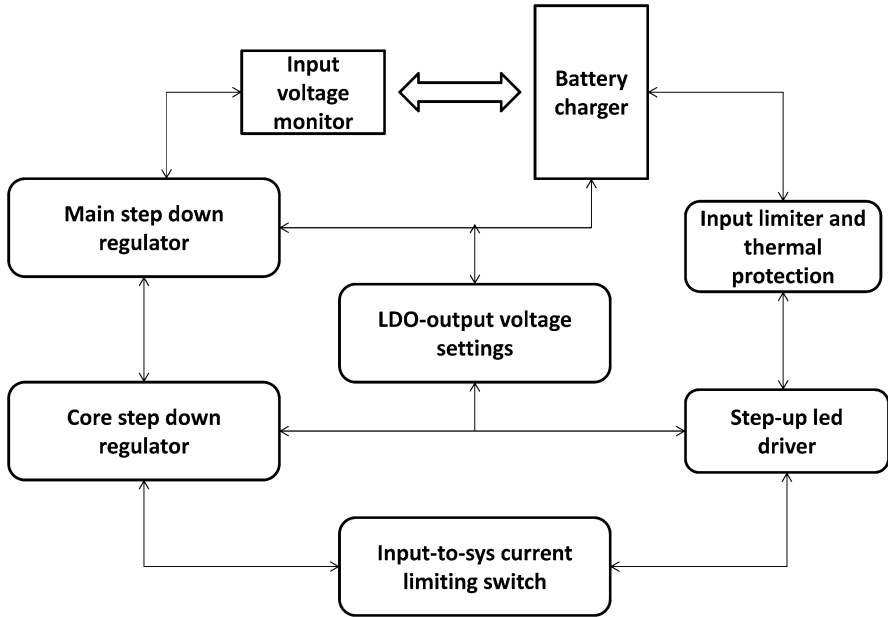 Input
voltage
monitor
Battery
charger
Main step down
regulator
Input limiter and
thermal
protection
LDO-output voltage
settings
Core step down
regulator
Step-up led
driver
Input-to-sys current
limiting switch